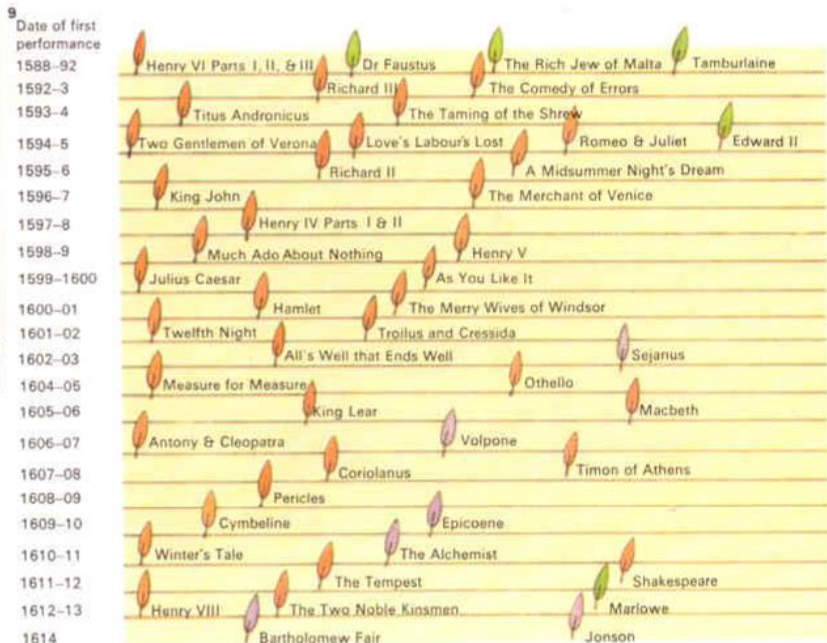 9
Date of first
performance
1588–92 Henry VI Parts I, II, & III Dr Faustus The Rich Jew of Malta Tamburlaine
1592–3 Richard III The Comedy of Errors
1593–4 Titus Andronicus The Taming of the Shrew
1594–5 Two Gentlemen of Verona Love's Labour's Lost Romeo & Juliet Edward II
1595–6 Richard II A Midsummer Night's Dream
1596–7 King John The Merchant of Venice
1597–8 Henry IV Parts I & II
1598–9 Much Ado About Nothing Henry V
1599–1600 Julius Caesar As You Like It
1600–01 Hamlet The Merry Wives of Windsor
1601–02 Twelfth Night Troilus and Cressida
1602–03 All's Well that Ends Well Sejanus
1604–05 Measure for Measure Othello
1605–06 King Lear Macbeth
1606–07 Antony & Cleopatra Volpone
1607–08 Coriolanus Timon of Athens
1608–09 Pericles
1609–10 Cymbeline Epicoene
1610–11 Winter's Tale The Alchemist
1611–12 The Tempest Shakespeare
1612–13 Henry VIII The Two Noble Kinsmen Marlowe
1614 Bartholomew Fair Jonson